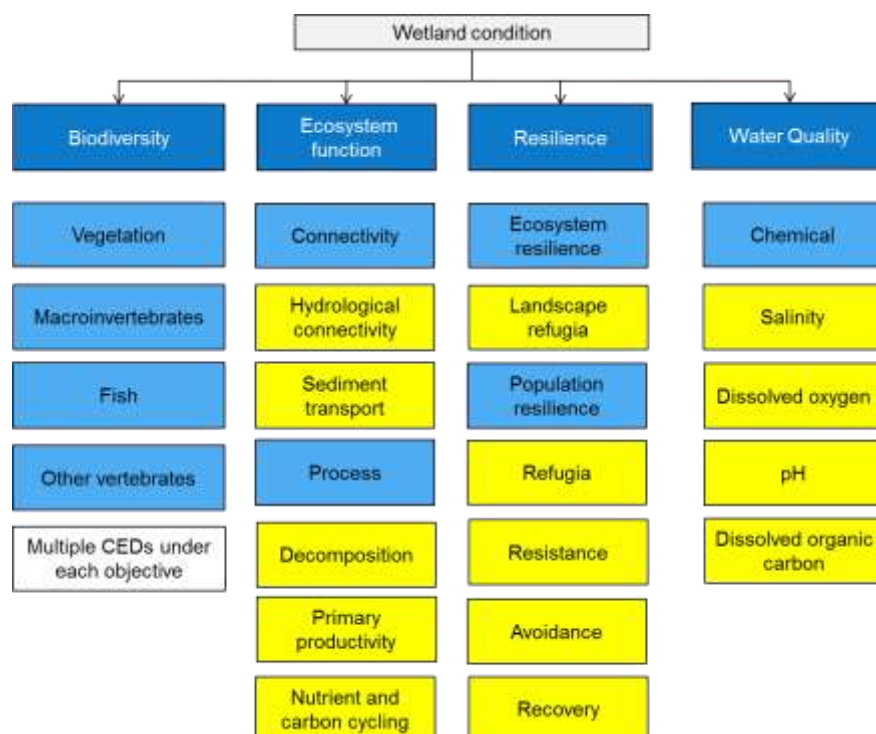 Wetland condition
Biodiversity
Ecosystem
function
Resilience
Water Quality
Vegetation
Connectivity
Ecosystem
resilience
Chemical
Macroinvertebrates
Hydrological
connectivity
Landscape
refugia
Salinity
Fish
Sediment
transport
Population
resilience
Dissolved oxygen
Other vertebrates
Process
Refugia
pH
Multiple CEDs under
each objective
Decomposition
Resistance
Dissolved organic
carbon
Primary
productivity
Avoidance
Nutrient and
carbon cycling
Recovery